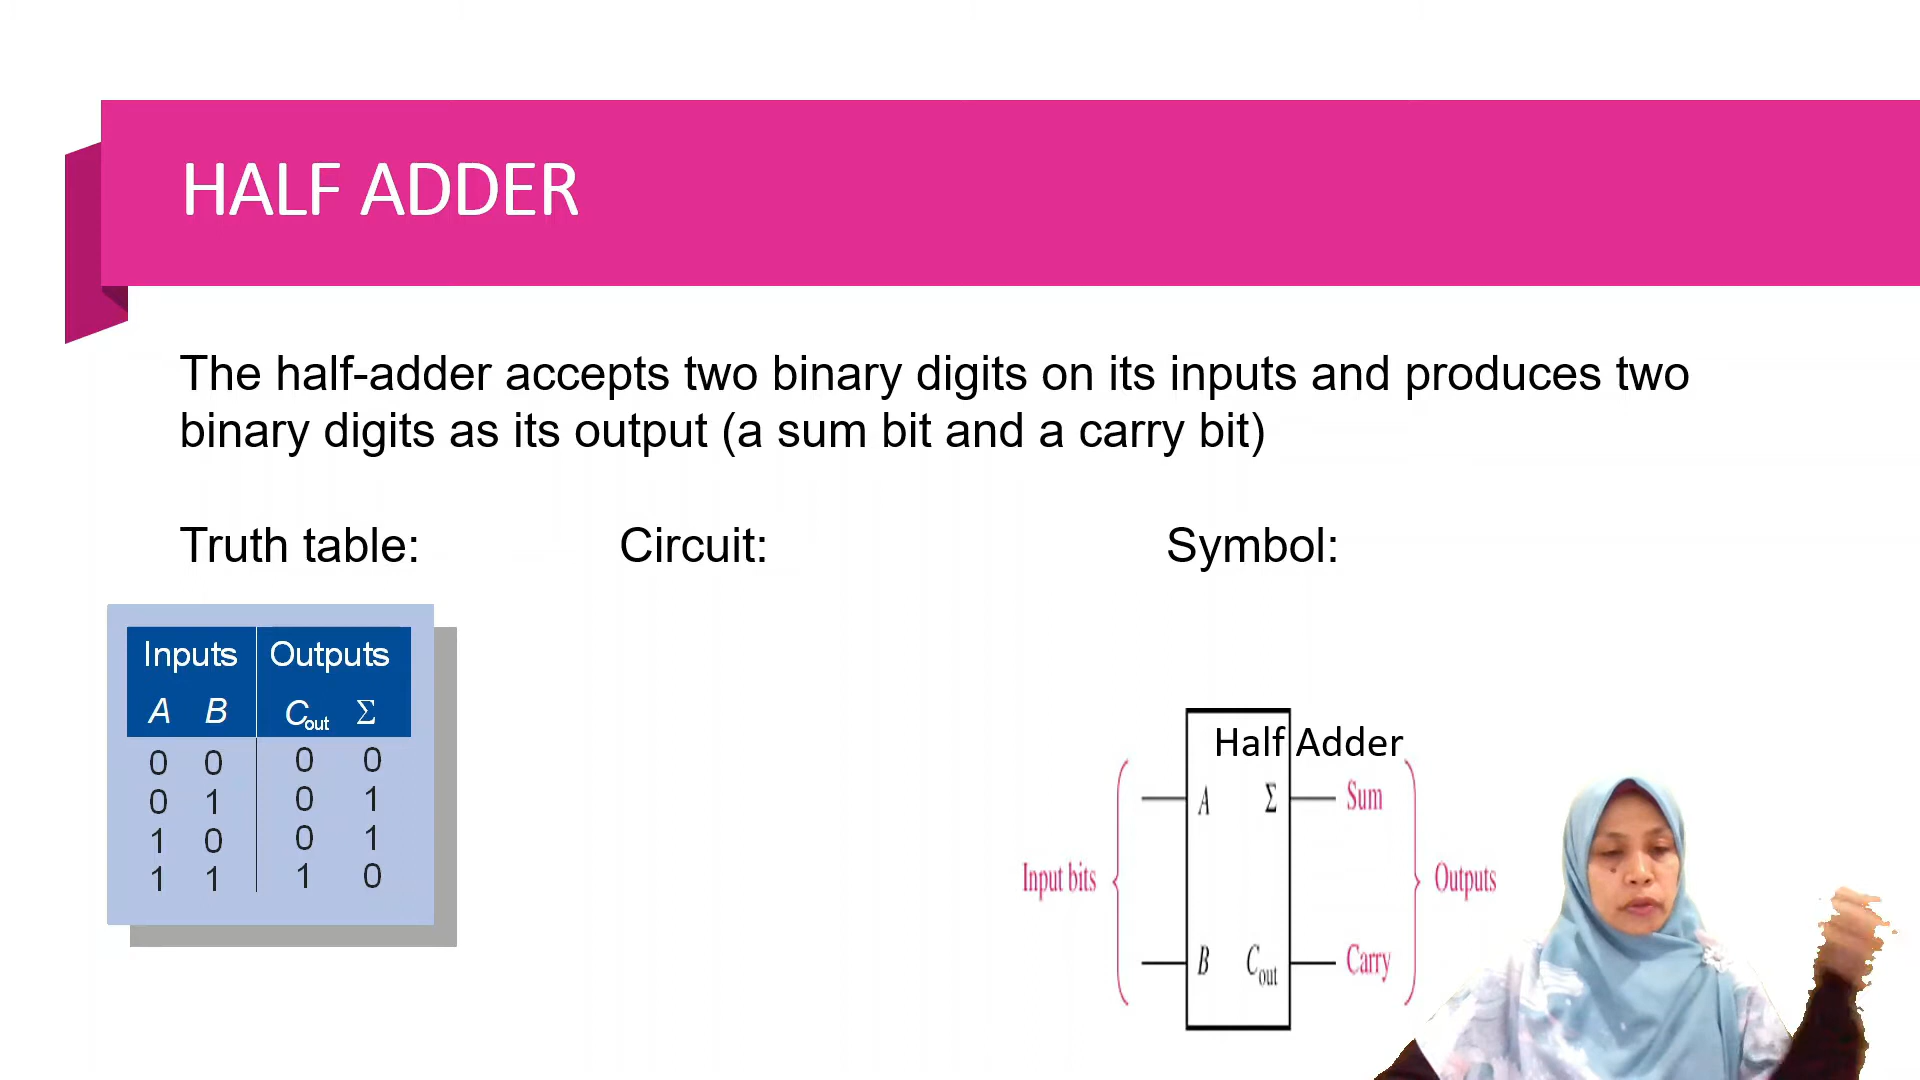 HALF ADDER
The half-adder accepts two binary digits on its inputs and produces two
binary digits as its output (a sum bit and a carry bit)
Truth table: Circuit: Symbol:
Inputs Outputs
A B Cout Σ
0 0 0 0
0 1 0 1
1 0 0 1
1 1 1 0
Half Adder
A Σ Sum
Input bits Outputs
B Cout Carry